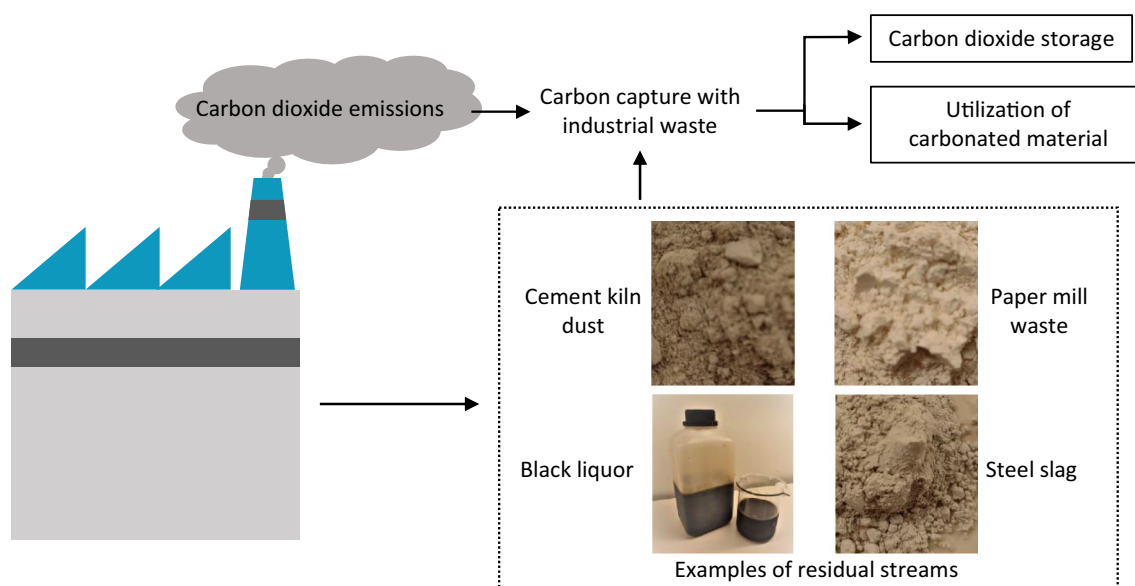 Carbon dioxide emissions
Carbon capture with
industrial waste
Carbon dioxide storage
Utilization of
carbonated material
Cement kiln
dust
Paper mill
waste
Black liquor
Steel slag
Examples of residual streams